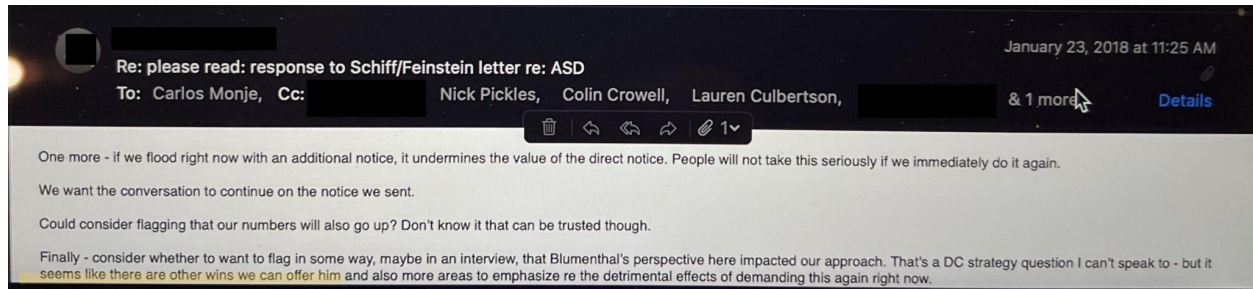 January 23, 2018 at 11:25 AM
Re: please read: response to Schiff/Feinstein letter re: ASD
To: Carlos Monje, Cc: Nick Pickles, Colin Crowell, Lauren Culbertson, & 1 more Details
1
One more - if we flood right now with an additional notice, it undermines the value of the direct notice. People will not take this seriously if we immediately do it again.
We want the conversation to continue on the notice we sent.
Could consider flagging that our numbers will also go up? Don't know it that can be trusted though.
Finally - consider whether to want to flag in some way, maybe in an interview, that Blumenthal's perspective here impacted our approach. That's a DC strategy question I can't speak to - but it
seems like there are other wins we can offer him and also more areas to emphasize re the detrimental effects of demanding this again right now.